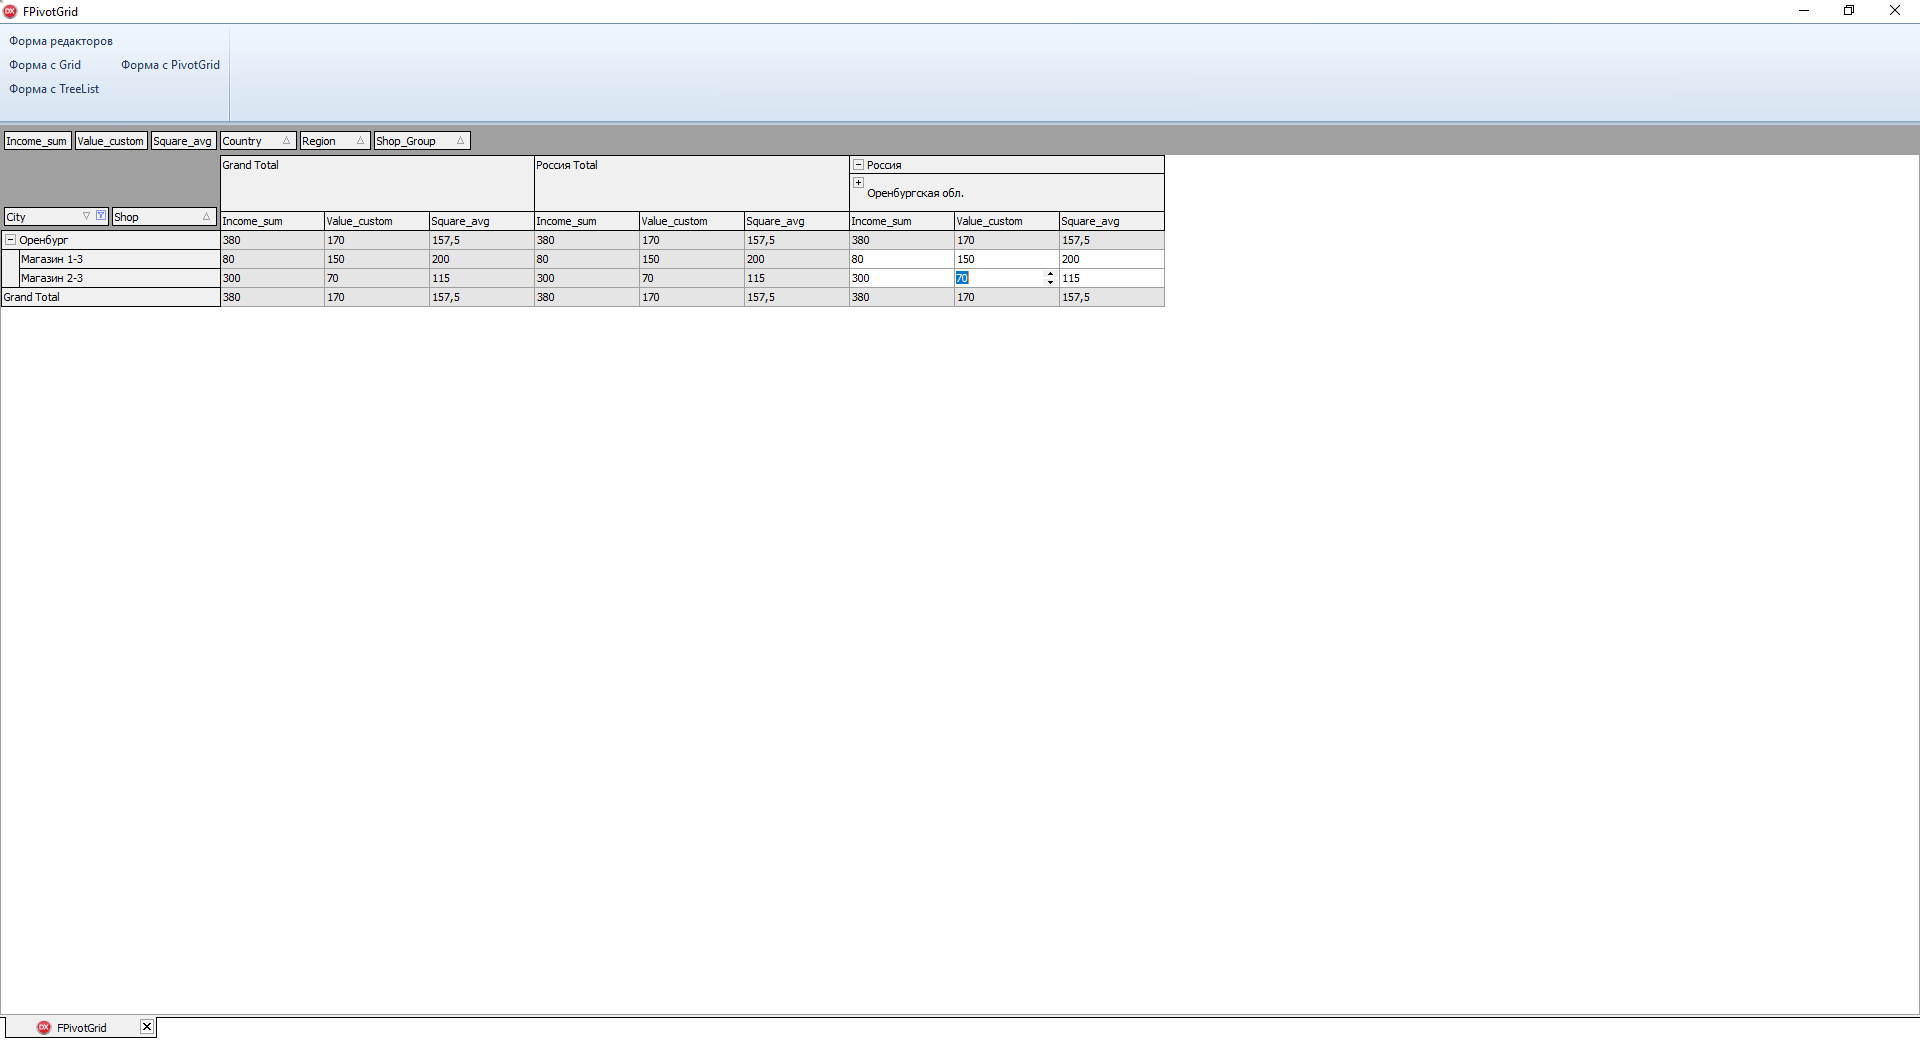 FPivotGrid
Форма редакторов
Форма с Grid Форма с PivotGrid
Форма с TreeList
Income_sum Value_custom Square_avg Country Region Shop_Group
Grand Total Россия Total Россия
Оренбургская обл.
City Shop
Income_sum Value_custom Square_avg Income_sum Value_custom Square_avg Income_sum Value_custom Square_avg
Оренбург 380 170 157,5 380 170 157,5 380 170 157,5
Магазин 1-3 80 150 200 80 150 200 80 150 200
Магазин 2-3 300 70 115 300 70 115 300 70 115
Grand Total 380 170 157,5 380 170 157,5 380 170 157,5
FPivotGrid